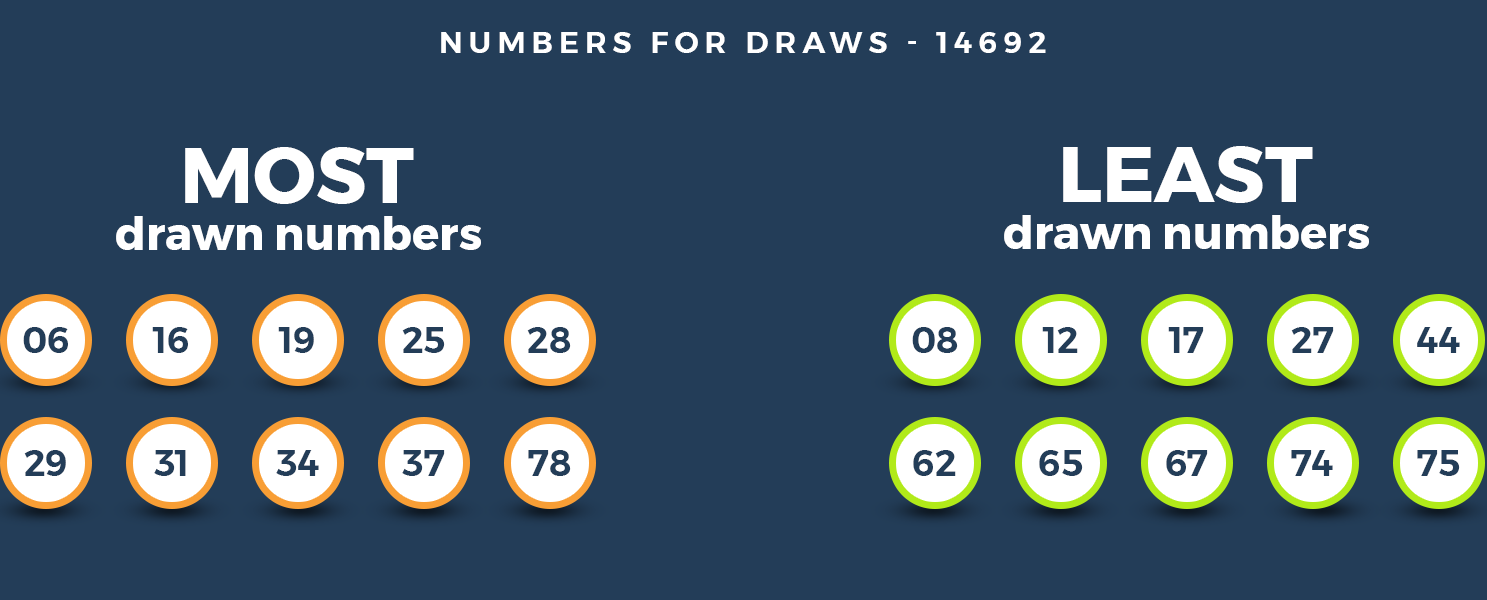 NUMBERS FOR DRAWS - 14692
MOST
drawn numbers
06 16 19 25 28
29 31 34 37 78
LEAST
drawn numbers
08 12 17 27 44
62 65 67 74 75